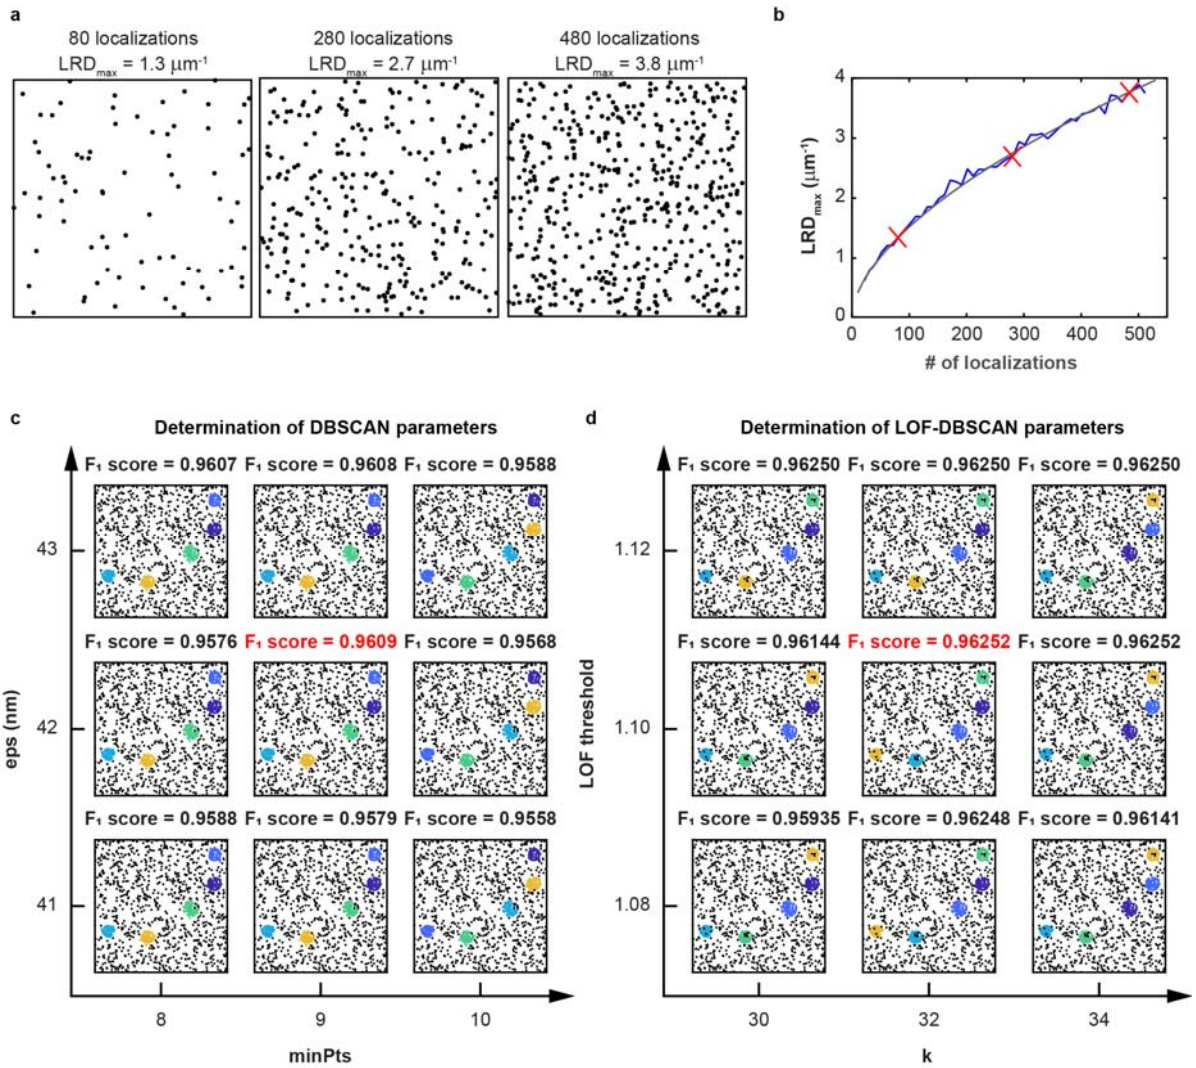 a
80 localizations
LRDmax = 1.3 μm-1
280 localizations
LRDmax = 2.7 μm-1
480 localizations
LRDmax = 3.8 μm-1
b
4
3
2
1
0
LRDmax (μm-1)
0 100 200 300 400 500
# of localizations
c
Determination of DBSCAN parameters
F₁ score = 0.9607 F₁ score = 0.9608 F₁ score = 0.9588
43
F₁ score = 0.9576 F₁ score = 0.9609 F₁ score = 0.9568
42
eps (nm)
F₁ score = 0.9588 F₁ score = 0.9579 F₁ score = 0.9558
41
8 9 10
minPts
d
Determination of LOF-DBSCAN parameters
F₁ score = 0.96250 F₁ score = 0.96250 F₁ score = 0.96250
1.12
F₁ score = 0.96144 F₁ score = 0.96252 F₁ score = 0.96252
1.10
LOF threshold
F₁ score = 0.95935 F₁ score = 0.96248 F₁ score = 0.96141
1.08
30 32 34
k